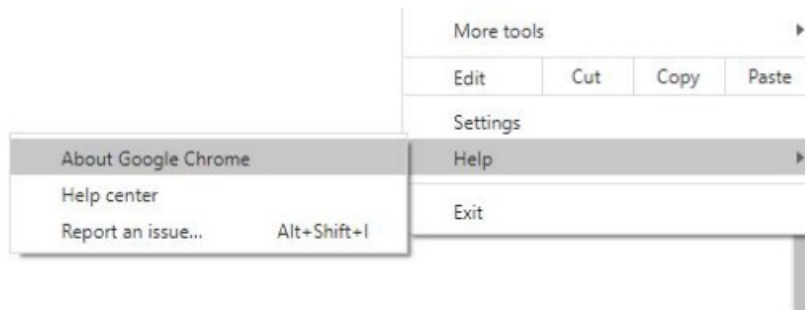 More tools
Edit Cut Copy Paste
Settings
Help
Exit
About Google Chrome
Help center
Report an issue... Alt+Shift+I